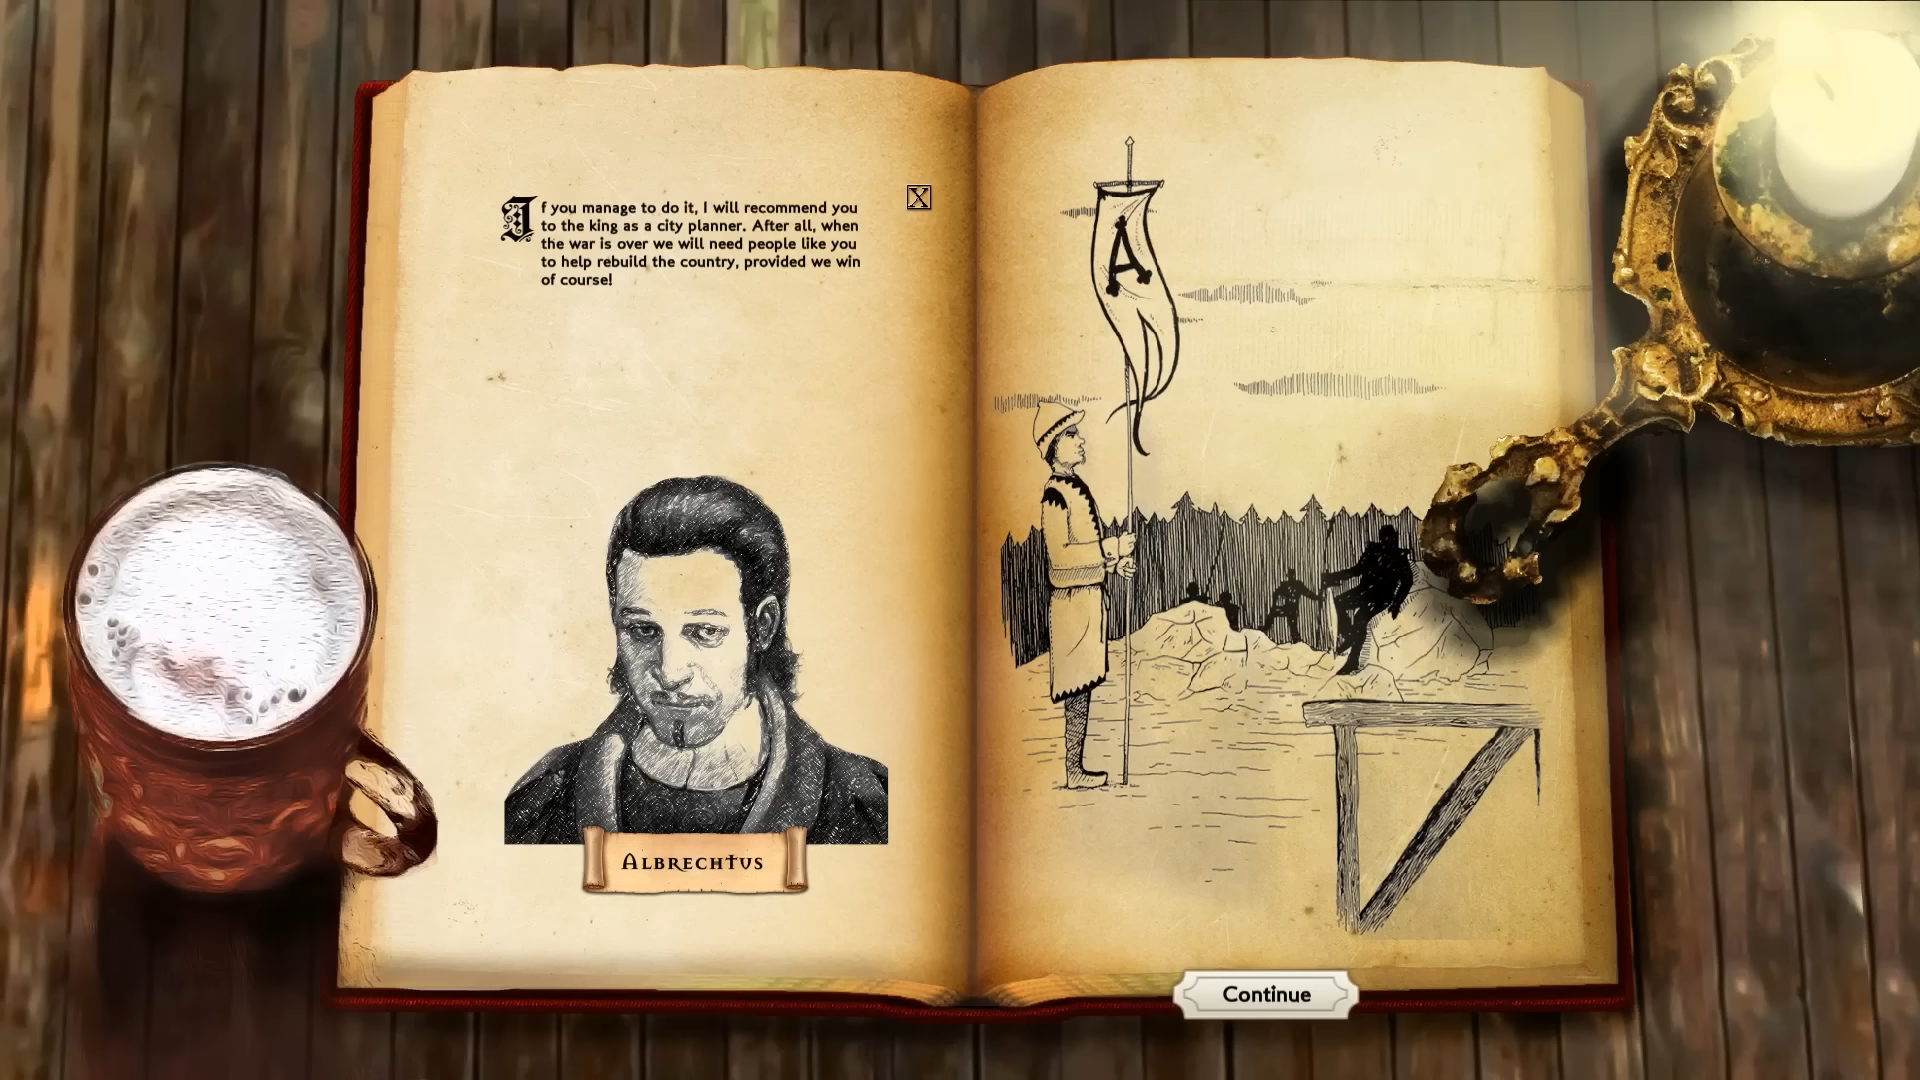 If you manage to do it, I will recommend you
to the king as a city planner. After all, when
the war is over we will need people like you
to help rebuild the country, provided we win
of course!
X
A
Albrechtus
Continue